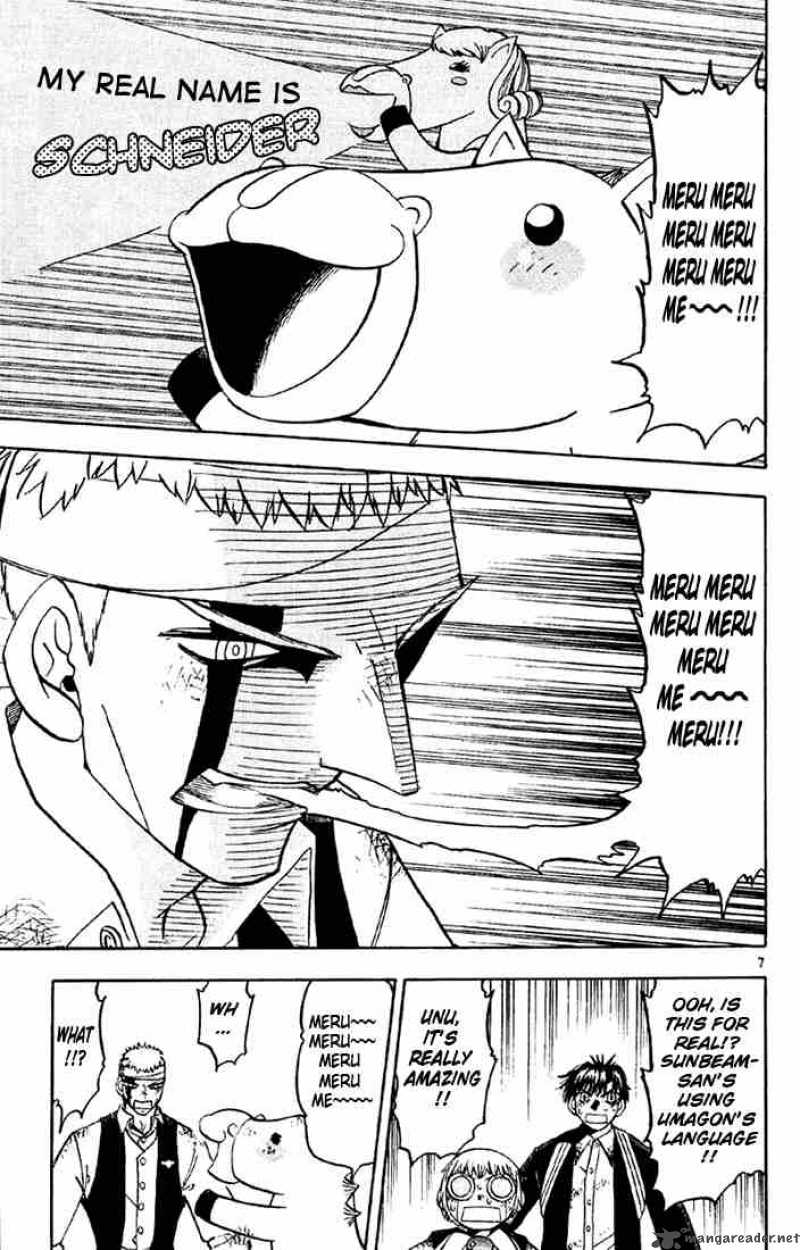 MERU MERU
MERU MERU
MERU MERU
ME~~!!!
MY REAL NAME IS
SCHNEIDER
MERU MERU
MERU MERU
MERU
ME~~
MERU!!!
7
OOH, IS
THIS FOR
REAL!?
SUNBEAM-
SAN'S
USING
UMAGON'S
LANGUAGE
!!
UNU,
IT'S
REALLY
AMAZING
!!
MERU~~
MERU~~
MERU
MERU
ME~~~
WH
...
WHAT
!!?
mangareader.net